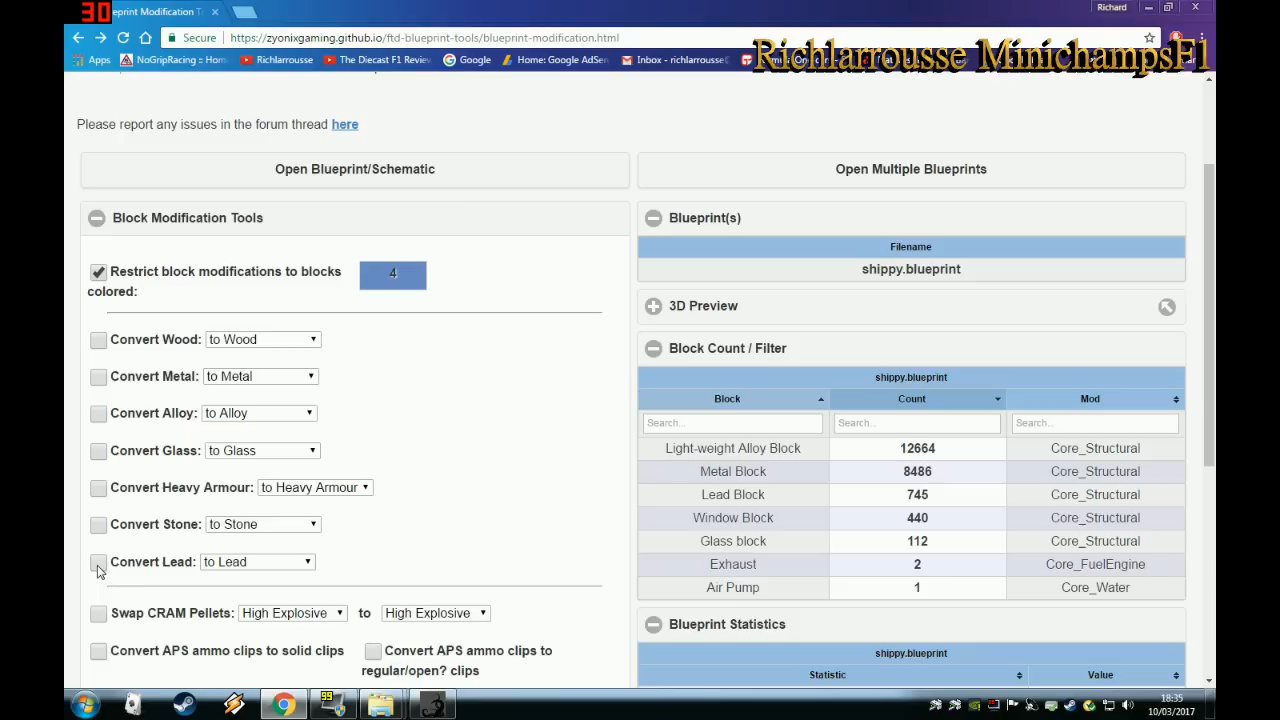 30
eprint Modification T
Richard
Secure
https://zyonixgaming.github.io/ftd-blueprint-tools/blueprint-modification.html
Apps
NoGripRacing :: Hom
Richlarrousse
The Diecast F1 Review
Google
Home: Google AdSen
Inbox - richlarrousse
Richlarrousse MinichampsF1
Please report any issues in the forum thread here
Open Blueprint/Schematic
Open Multiple Blueprints
Block Modification Tools
Blueprint(s)
Filename
shippy.blueprint
Restrict block modifications to blocks
colored:
4
3D Preview
Convert Wood: to Wood
Block Count / Filter
Convert Metal: to Metal
shippy.blueprint
Block Count Mod
Convert Alloy: to Alloy
Search... Search... Search...
Convert Glass: to Glass
Light-weight Alloy Block 12664 Core_Structural
Metal Block 8486 Core_Structural
Convert Heavy Armour: to Heavy Armour
Lead Block 745 Core_Structural
Convert Stone: to Stone
Window Block 440 Core_Structural
Glass block 112 Core_Structural
Convert Lead: to Lead
Exhaust 2 Core_FuelEngine
Air Pump 1 Core_Water
Swap CRAM Pellets: High Explosive to High Explosive
Blueprint Statistics
Convert APS ammo clips to solid clips
Convert APS ammo clips to
regular/open? clips
shippy.blueprint
Statistic Value
99
18:35
10/03/2017